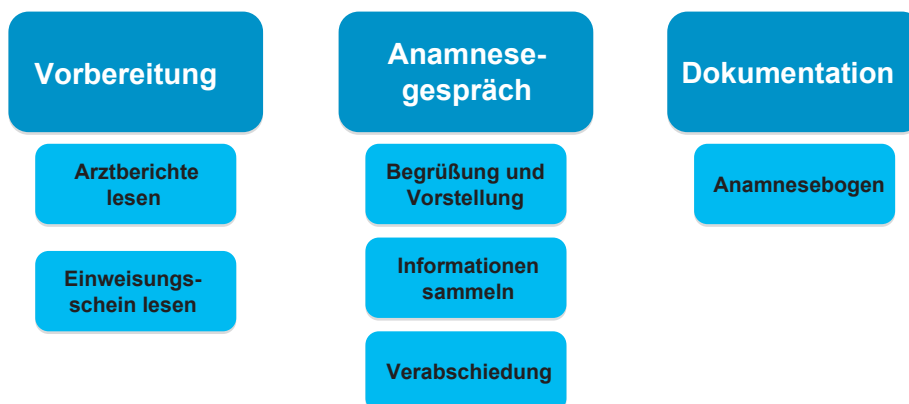 Vorbereitung
Arztberichte
lesen
Einweisungs-
schein lesen
Anamnese-
gespräch
Begrüßung und
Vorstellung
Informationen
sammeln
Verabschiedung
Dokumentation
Anamnesebogen